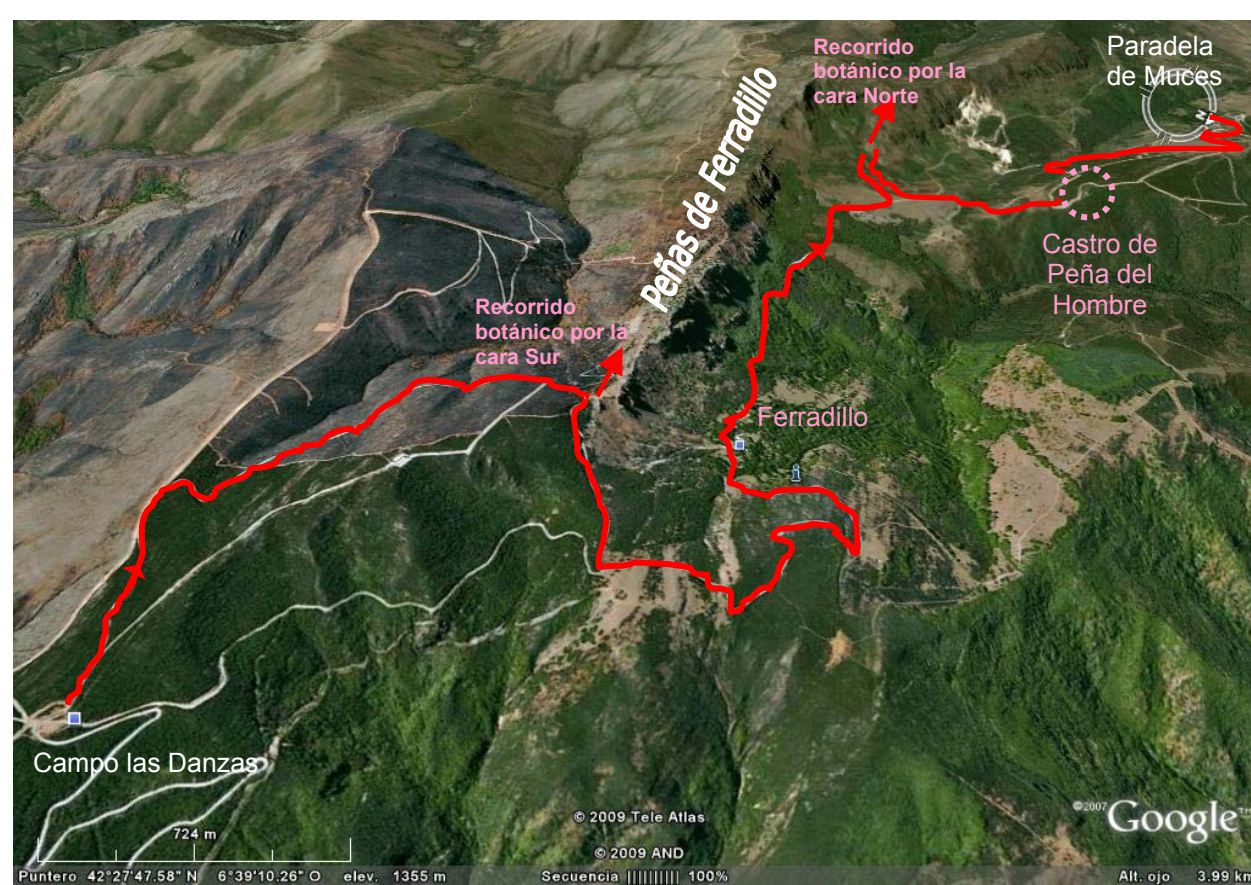 Recorrido
botánico por la
cara Norte
Paradela
de Muces
N
Peñas de Ferradillo
Castro de
Peña del
Hombre
Recorrido
botánico por la
cara Sur
Ferradillo
i
Campo las Danzas
724 m
© 2009 Tele Atlas
© 2009 AND
©2007 Google™
Puntero 42°27'47.58" N 6°39'10.26" O elev. 1355 m Secuencia |||||||||| 100% Alt. ojo 3.99 km